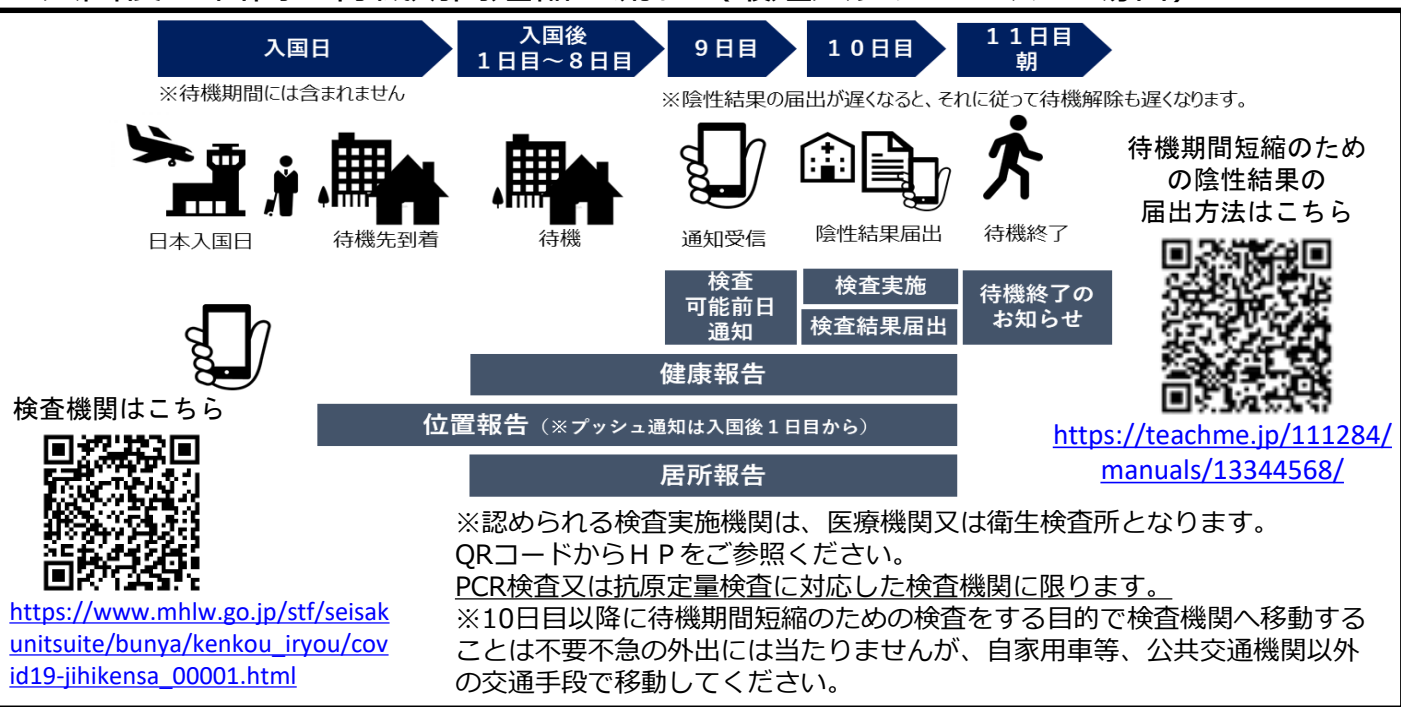 入国日
入国後
１日目～８日目
９日目
１０日目
１１日目
朝
※待機期間には含まれません
※陰性結果の届出が遅くなると、それに従って待機解除も遅くなります。
日本入国日
待機先到着
待機
通知受信
陰性結果届出
待機終了
待機期間短縮のため
の陰性結果の
届出方法はこちら
検査
可能前日
通知
検査実施
検査結果届出
待機終了の
お知らせ
健康報告
位置報告（※プッシュ通知は入国後１日目から）
居所報告
検査機関はこちら
https://www.mhlw.go.jp/stf/seisak
unitsuite/bunya/kenkou_iryou/cov
id19-jihikensa_00001.html
https://teachme.jp/111284/
manuals/13344568/
※認められる検査実施機関は、医療機関又は衛生検査所となります。
QRコードからＨＰをご参照ください。
PCR検査又は抗原定量検査に対応した検査機関に限ります。
※10日目以降に待機期間短縮のための検査をする目的で検査機関へ移動する
ことは不要不急の外出には当たりませんが、自家用車等、公共交通機関以外
の交通手段で移動してください。